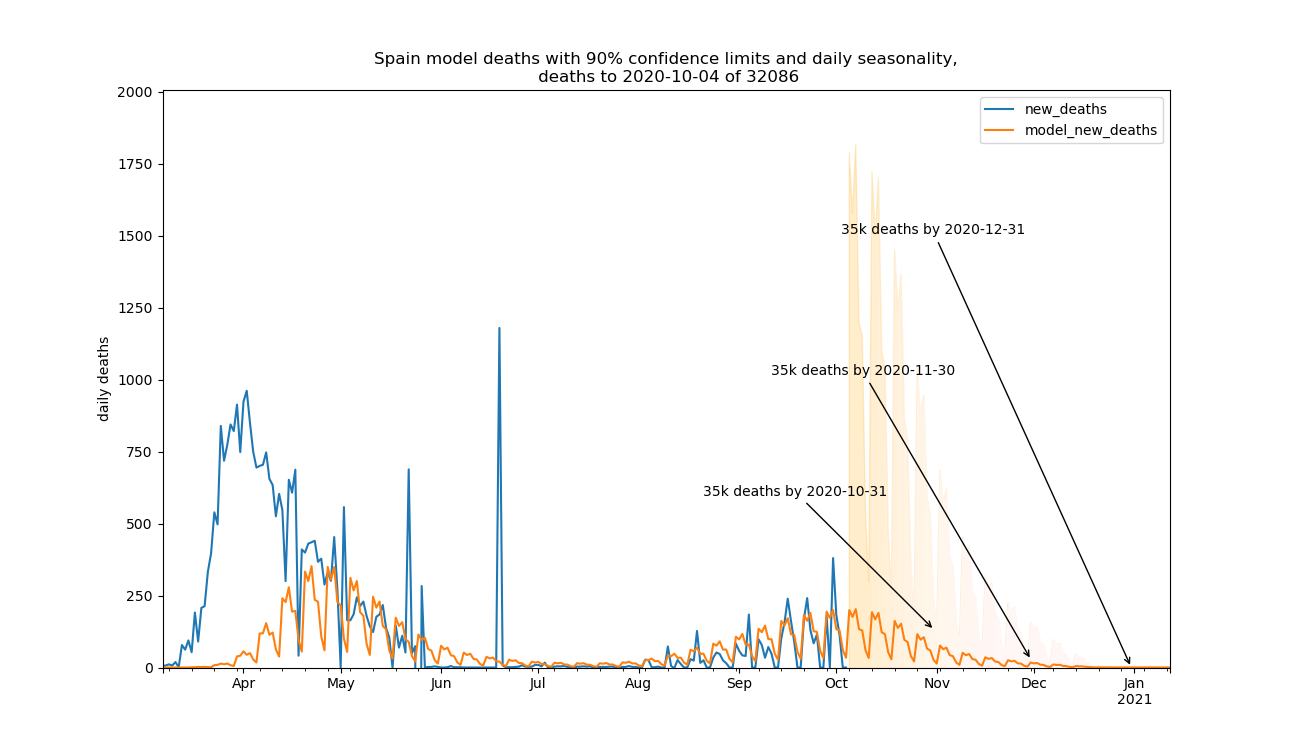 Spain model deaths with 90% confidence limits and daily seasonality,
deaths to 2020-10-04 of 32086
new_deaths
model_new_deaths
daily deaths
2000
1750
1500
1250
1000
750
500
250
0
35k deaths by 2020-12-31
35k deaths by 2020-11-30
35k deaths by 2020-10-31
Apr May Jun Jul Aug Sep Oct Nov Dec Jan
2021